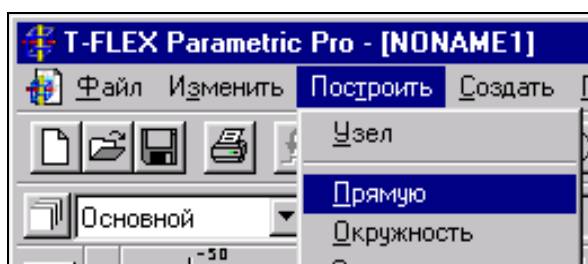 T-FLEX Parametric Pro - [NONAME1]
Файл Изменить Построить Создать
Узел
Прямую
Основной
Окружность
-50